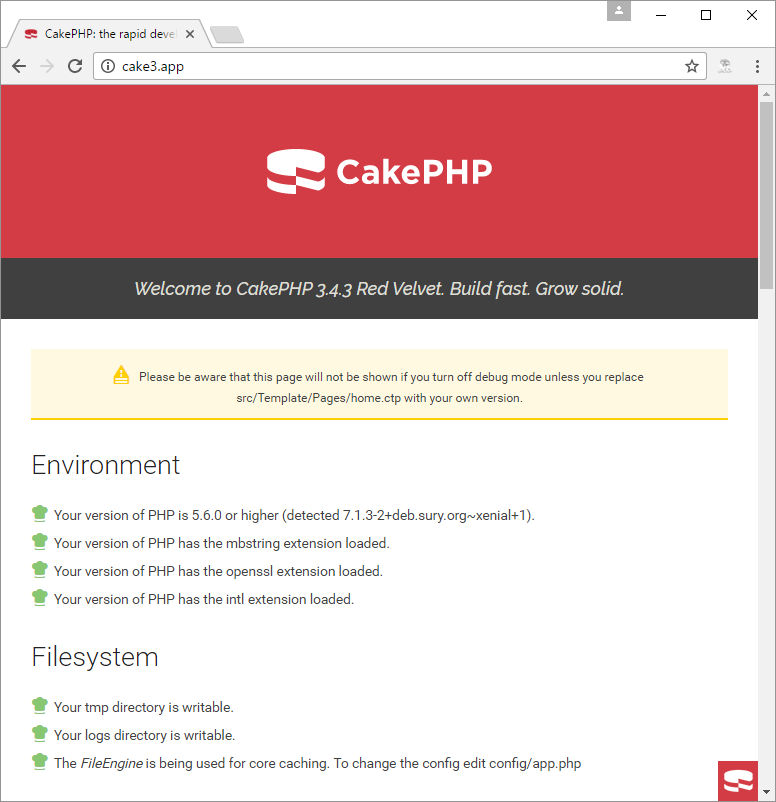 CakePHP: the rapid deve
cake3.app
CakePHP
Welcome to CakePHP 3.4.3 Red Velvet. Build fast. Grow solid.
Please be aware that this page will not be shown if you turn off debug mode unless you replace
src/Template/Pages/home.ctp with your own version.
Environment
Your version of PHP is 5.6.0 or higher (detected 7.1.3-2+deb.sury.org~xenial+1).
Your version of PHP has the mbstring extension loaded.
Your version of PHP has the openssl extension loaded.
Your version of PHP has the intl extension loaded.
Filesystem
Your tmp directory is writable.
Your logs directory is writable.
The FileEngine is being used for core caching. To change the config edit config/app.php